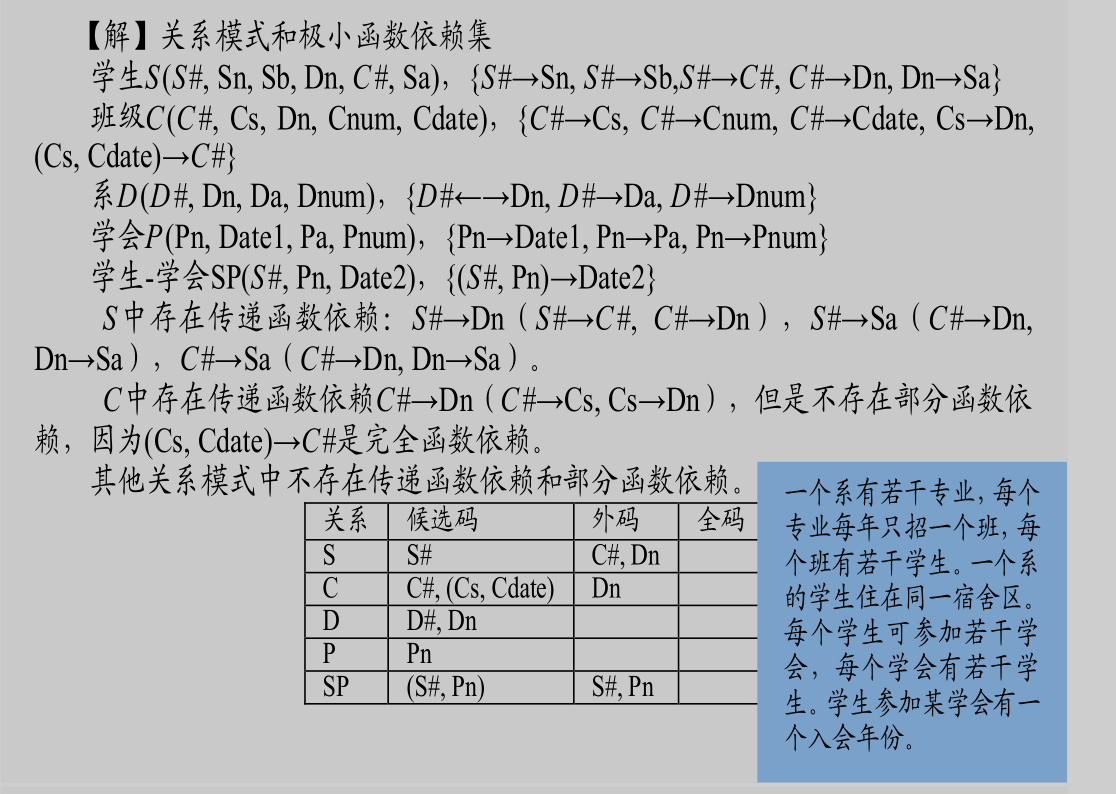 【解】关系模式和极小函数依赖集
学生S(S#, Sn, Sb, Dn, C#, Sa)，{S#→Sn, S#→Sb,S#→C#, C#→Dn, Dn→Sa}
班级C(C#, Cs, Dn, Cnum, Cdate)，{C#→Cs, C#→Cnum, C#→Cdate, Cs→Dn,
(Cs, Cdate)→C#}
系D(D#, Dn, Da, Dnum)，{D#←→Dn, D#→Da, D#→Dnum}
学会P(Pn, Date1, Pa, Pnum)，{Pn→Date1, Pn→Pa, Pn→Pnum}
学生-学会SP(S#, Pn, Date2)，{(S#, Pn)→Date2}
S中存在传递函数依赖：S#→Dn（S#→C#, C#→Dn），S#→Sa（C#→Dn,
Dn→Sa），C#→Sa（C#→Dn, Dn→Sa）。
C中存在传递函数依赖C#→Dn（C#→Cs, Cs→Dn），但是不存在部分函数依
赖，因为(Cs, Cdate)→C#是完全函数依赖。
其他关系模式中不存在传递函数依赖和部分函数依赖。
关系 候选码 外码 全码
S S# C#, Dn
C C#, (Cs, Cdate) Dn
D D#, Dn
P Pn
SP (S#, Pn) S#, Pn
一个系有若干专业，每个
专业每年只招一个班，每
个班有若干学生。一个系
的学生住在同一宿舍区。
每个学生可参加若干学
会，每个学会有若干学
生。学生参加某学会有一
个入会年份。